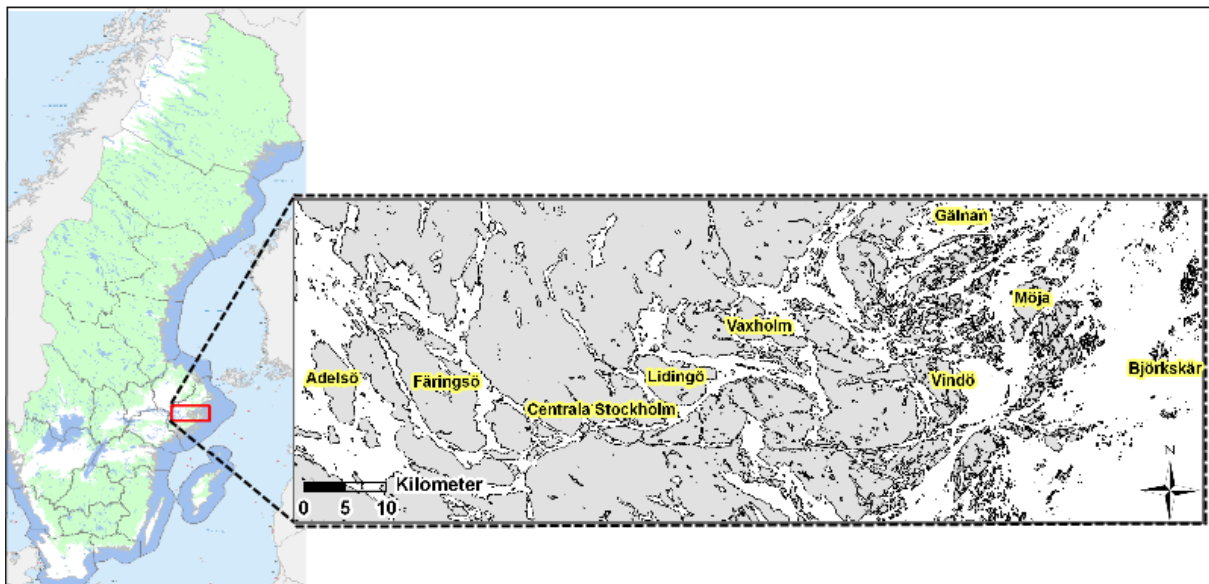 Gälnan
Möja
Vaxholm
Björkskär
Adelsö
Färingsö
Lidingö
Vindö
Centrala Stockholm
Kilometer
0 5 10
N